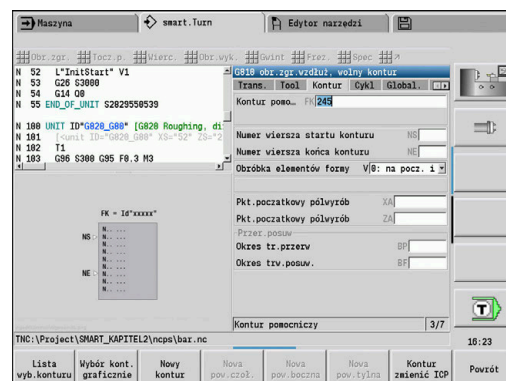 Maszyna
smart.Turn
Edytor narzędzi
Obr.zgr. Tocz.p. Wierc. Obr.wyk. Gwint Frez. Spec
N 52 L"InitStart" V1
N 53 G26 S3000
N 54 G14 Q0
N 55 END_OF_UNIT S2029550539
N 100 UNIT ID"G820_G80" [G820 Roughing, di
N 101 [<unit ID="G820_G80" XS="52" ZS="2
N 102 T1
N 103 G96 S300 G95 F0.3 M3
G810 obr.zgr.wzdłuż, wolny kontur
Trans. Tool Kontur Cykl Global.
Kontur pomo… FK 245
Numer wiersza startu konturu NS
Numer wiersza końca konturu NE
Obróbka elementów formy V 0: na pocz. i
Pkt.poczatkowy pólwyrób XA
Pkt.poczatkowy pólwyrób ZA
Przer.posuw
Okres tr.przerw BP
Okres trw.posuw. BF
Kontur pomocniczy 3/7
FK = Id"xxxxx"
NS
NE
N.. ...
N.. ...
N.. ...
N.. ...
N.. ...
N.. ...
N.. ...
T
TNC:\Project\SMART_KAPITEL2\ncps\bar.nc
16:23
Lista wyb.konturu
Wybór kont. graficznie
Nowy kontur
Nowa pow.czoł.
Nowa pow.boczna
Nowa pow.tylna
Kontur zmienić ICP
Powrót